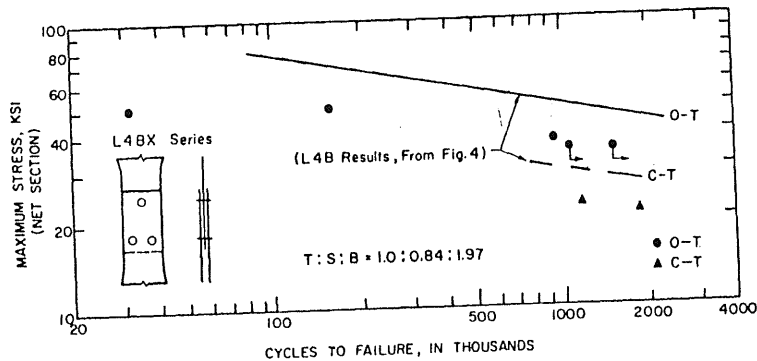 100
80
60
40
20
10
MAXIMUM STRESS, KSI
(NET SECTION)
L4BX Series
(L4B Results, From Fig. 4)
O-T
C-T
T : S : B = 1.0 : 0.84 : 1.97
O-T
C-T
20
100
500
1000
2000
4000
CYCLES TO FAILURE, IN THOUSANDS